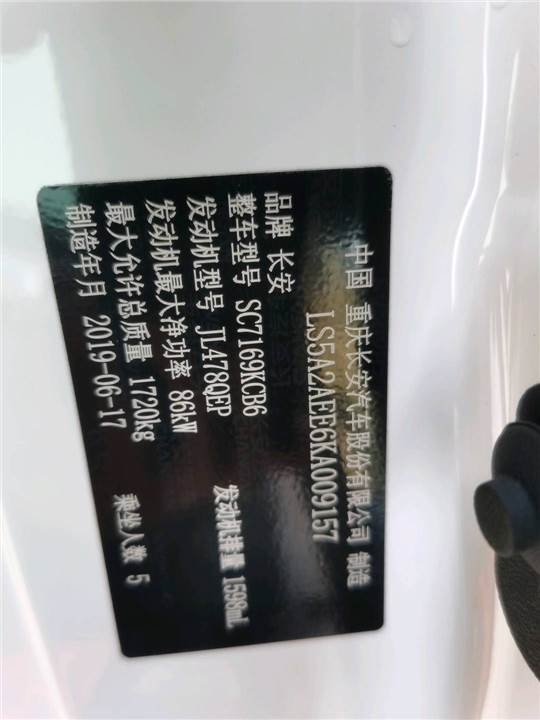 中国 重庆长安汽车股份有限公司 制造
LS5A2AEE6KA009157
品牌 长安
整车型号 SC7169KCB6
发动机型号 JL478QEP 发动机排量 1598mL
发动机最大净功率 86kW
最大允许总质量 1720kg
制造年月 2019-06-17 乘坐人数 5